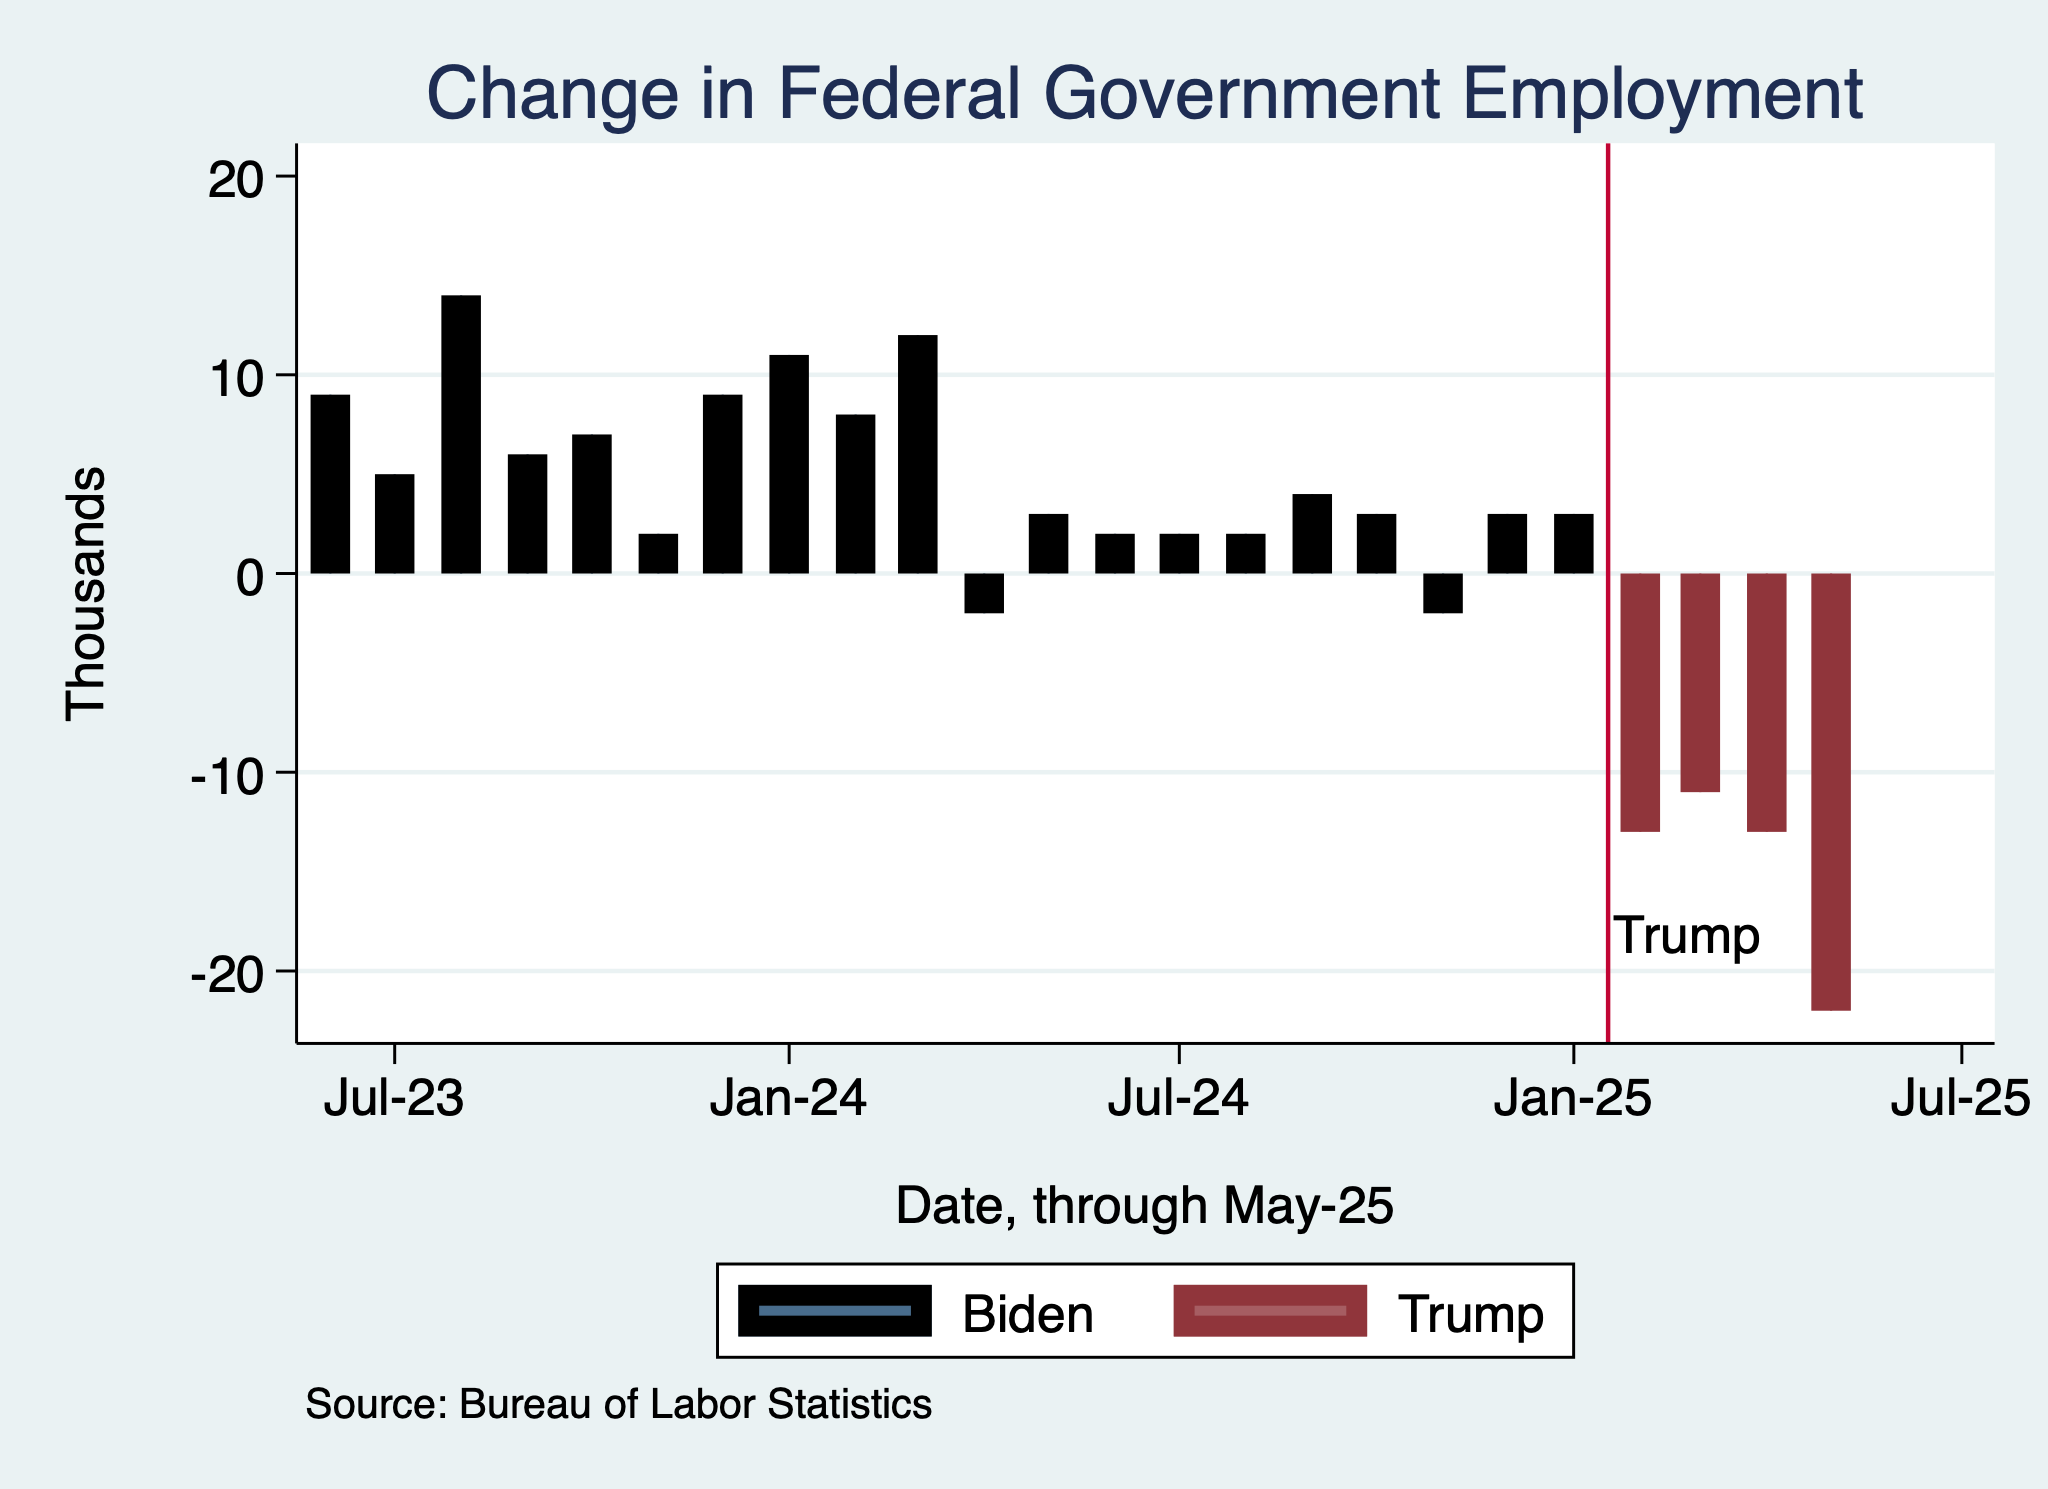 Change in Federal Government Employment
Thousands
20
10
0
-10
-20
Trump
Jul-23
Jan-24
Jul-24
Jan-25
Jul-25
Date, through May-25
Biden
Trump
Source: Bureau of Labor Statistics